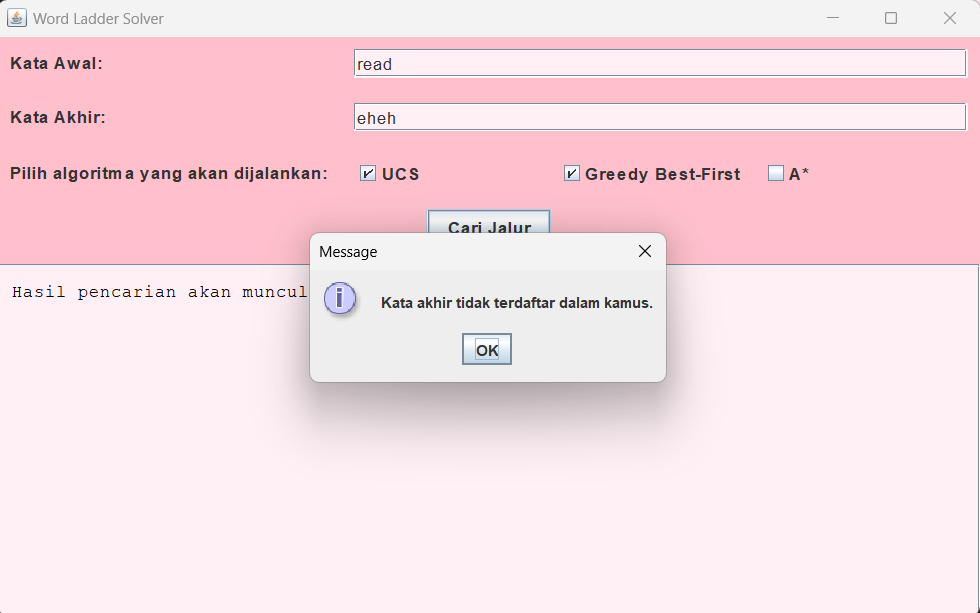 Word Ladder Solver
Kata Awal:
read
Kata Akhir:
eheh
Pilih algoritma yang akan dijalankan:
UCS
Greedy Best-First
A*
Cari Jalur
Message
Hasil pencarian akan muncul
Kata akhir tidak terdaftar dalam kamus.
OK